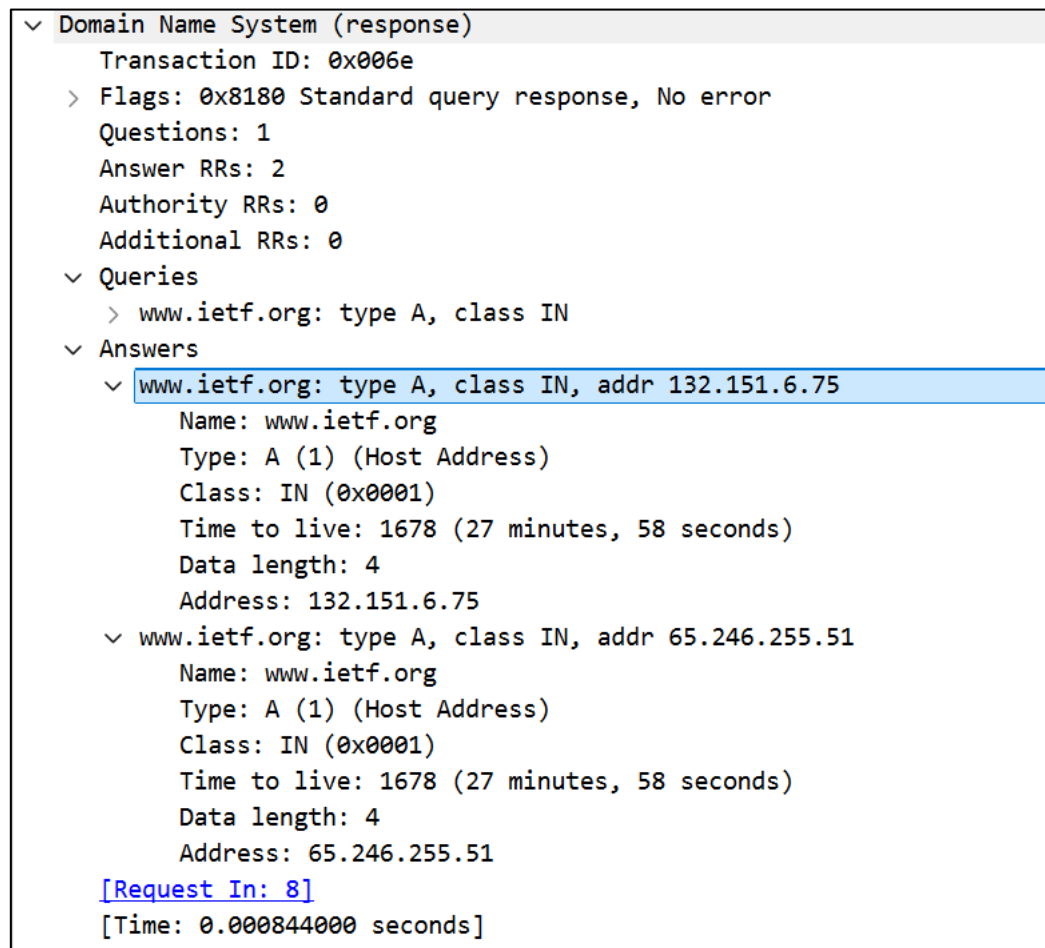 Domain Name System (response)
Transaction ID: 0x006e
Flags: 0x8180 Standard query response, No error
Questions: 1
Answer RRs: 2
Authority RRs: 0
Additional RRs: 0
Queries
www.ietf.org: type A, class IN
Answers
www.ietf.org: type A, class IN, addr 132.151.6.75
Name: www.ietf.org
Type: A (1) (Host Address)
Class: IN (0x0001)
Time to live: 1678 (27 minutes, 58 seconds)
Data length: 4
Address: 132.151.6.75
www.ietf.org: type A, class IN, addr 65.246.255.51
Name: www.ietf.org
Type: A (1) (Host Address)
Class: IN (0x0001)
Time to live: 1678 (27 minutes, 58 seconds)
Data length: 4
Address: 65.246.255.51
[Request In: 8]
[Time: 0.000844000 seconds]